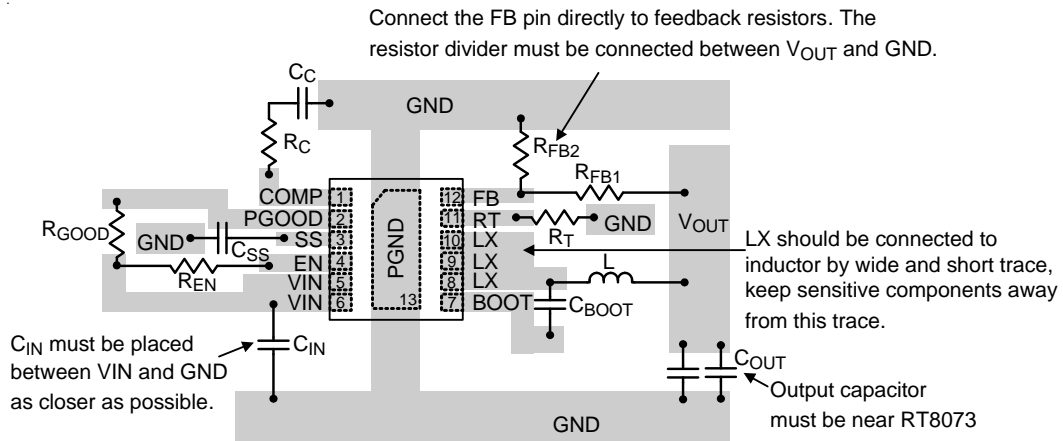 Connect the FB pin directly to feedback resistors. The
resistor divider must be connected between VOUT and GND.
CC
GND
RC
RFB2
RFB1
COMP 1
12 FB
PGOOD 2
11 RT
RGOOD
GND
CSS
SS 3
10 LX
RT
GND
VOUT
EN 4
9 LX
REN
VIN 5
8 LX
L
VIN 6
7 BOOT
CBOOT
PGND
13
LX should be connected to
inductor by wide and short trace,
keep sensitive components away
from this trace.
CIN must be placed
between VIN and GND
as closer as possible.
CIN
COUT
Output capacitor
must be near RT8073
GND